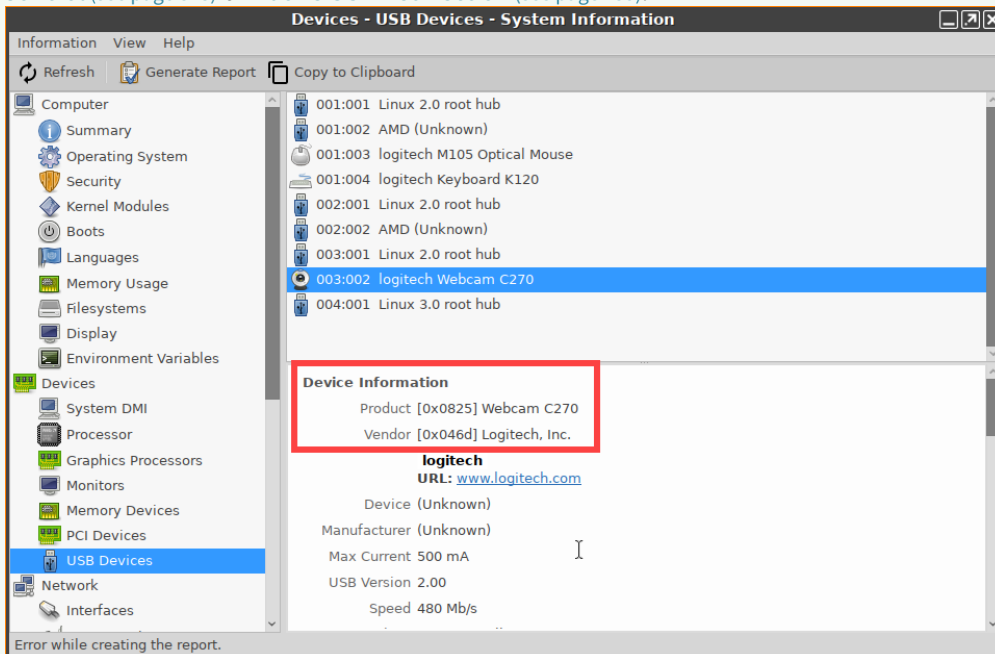 Devices - USB Devices - System Information
Information View Help
Refresh Generate Report Copy to Clipboard
Computer
Summary
Operating System
Security
Kernel Modules
Boots
Languages
Memory Usage
Filesystems
Display
Environment Variables
Devices
System DMI
Processor
Graphics Processors
Monitors
Memory Devices
PCI Devices
USB Devices
Network
Interfaces
001:001 Linux 2.0 root hub
001:002 AMD (Unknown)
001:003 logitech M105 Optical Mouse
001:004 logitech Keyboard K120
002:001 Linux 2.0 root hub
002:002 AMD (Unknown)
003:001 Linux 2.0 root hub
003:002 logitech Webcam C270
004:001 Linux 3.0 root hub
Device Information
Product [0x0825] Webcam C270
Vendor [0x046d] Logitech, Inc.
logitech
URL: www.logitech.com
Device (Unknown)
Manufacturer (Unknown)
Max Current 500 mA
USB Version 2.00
Speed 480 Mb/s
Error while creating the report.